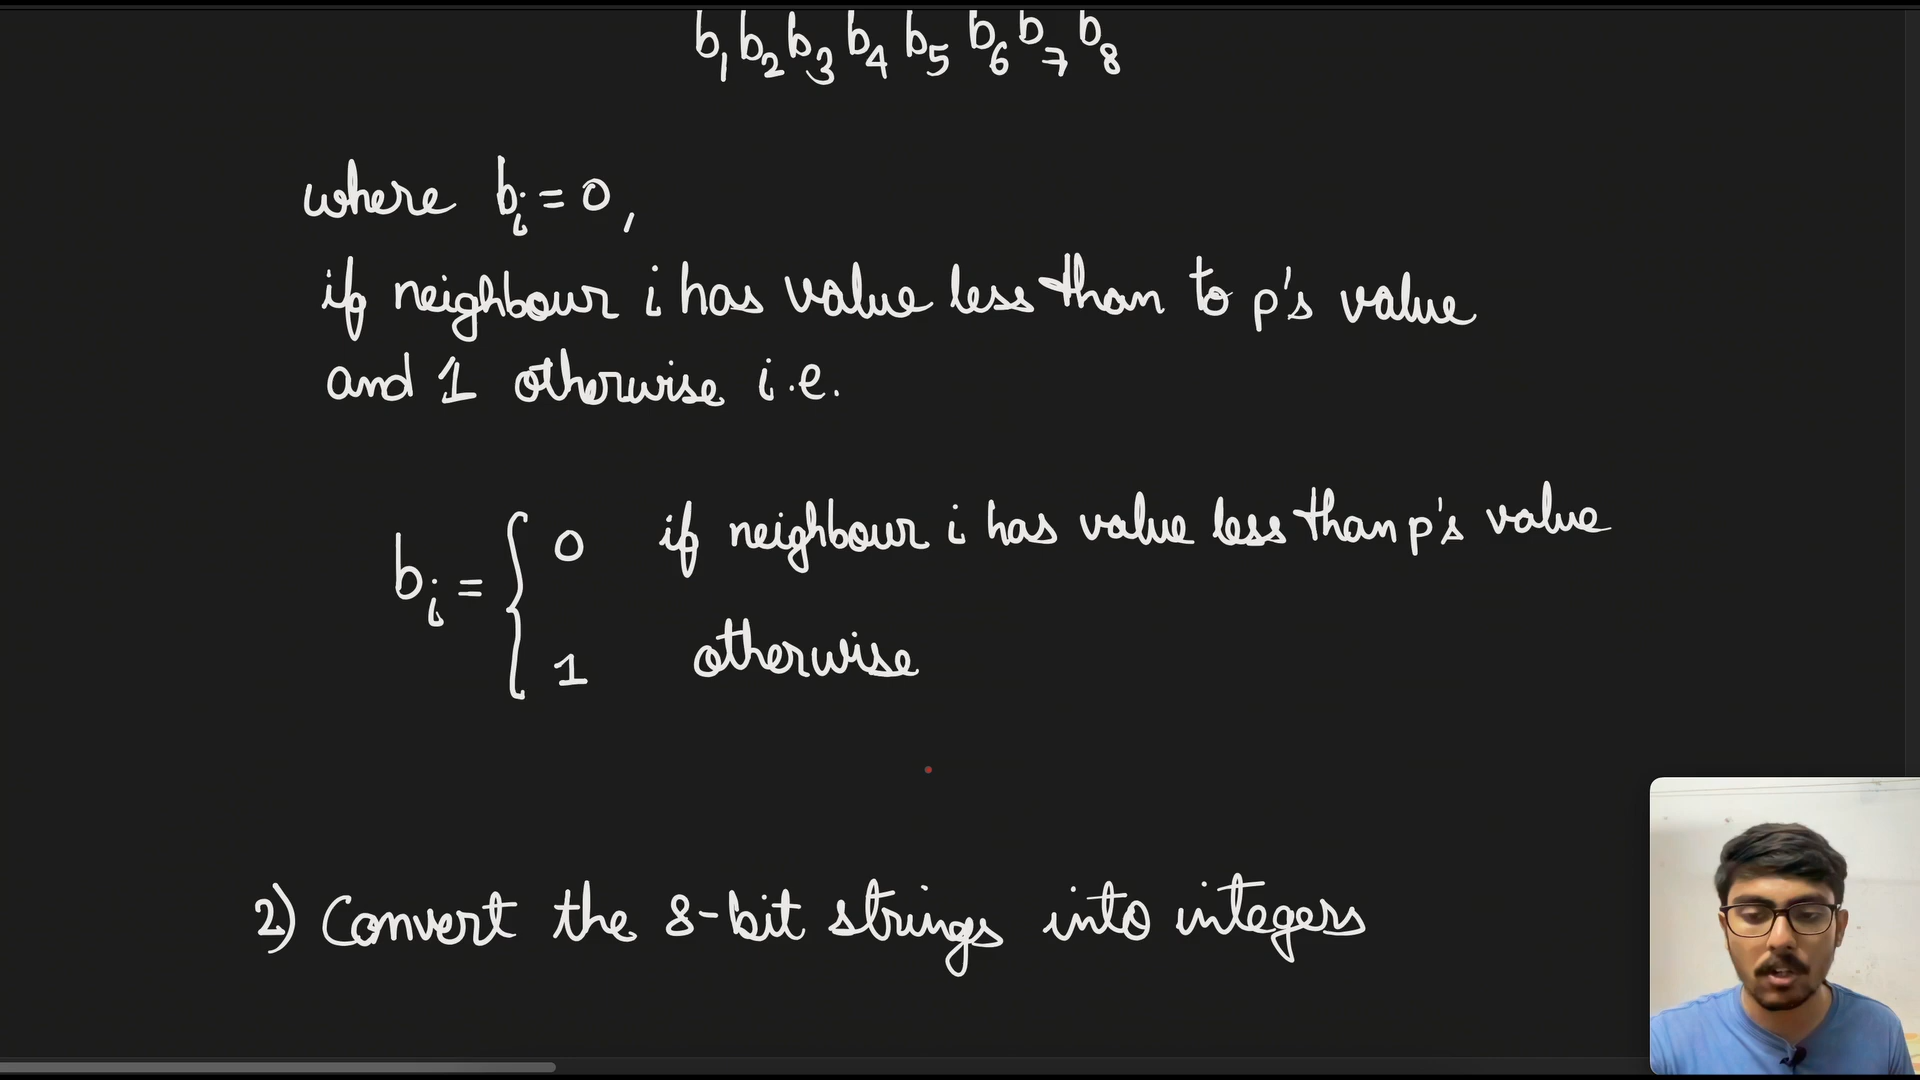 b₁ b₂ b₃ b₄ b₅ b₆ b₇ b₈
where bᵢ = 0,
if neighbour i has value less than to p's value
and 1 otherwise i.e.
bᵢ = { 0 if neighbour i has value less than p's value
1 otherwise
2) Convert the 8-bit strings into integers